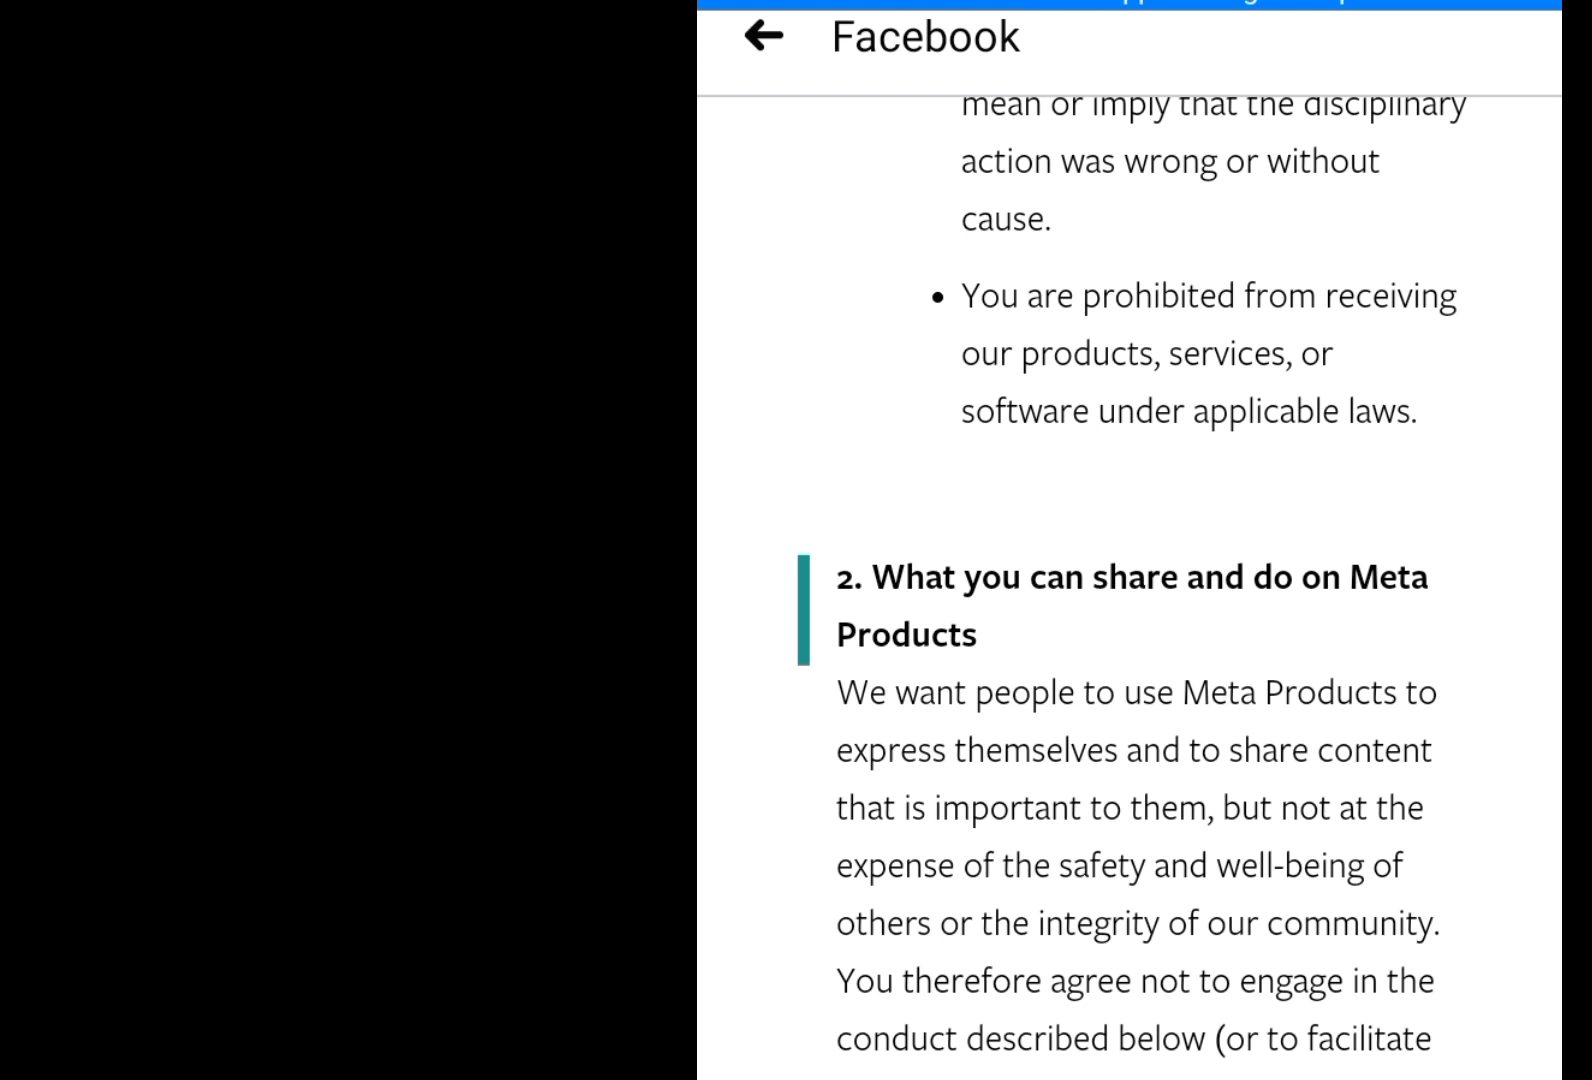 Facebook
mean or imply that the disciplinary
action was wrong or without
cause.
• You are prohibited from receiving
our products, services, or
software under applicable laws.
2. What you can share and do on Meta
Products
We want people to use Meta Products to
express themselves and to share content
that is important to them, but not at the
expense of the safety and well-being of
others or the integrity of our community.
You therefore agree not to engage in the
conduct described below (or to facilitate